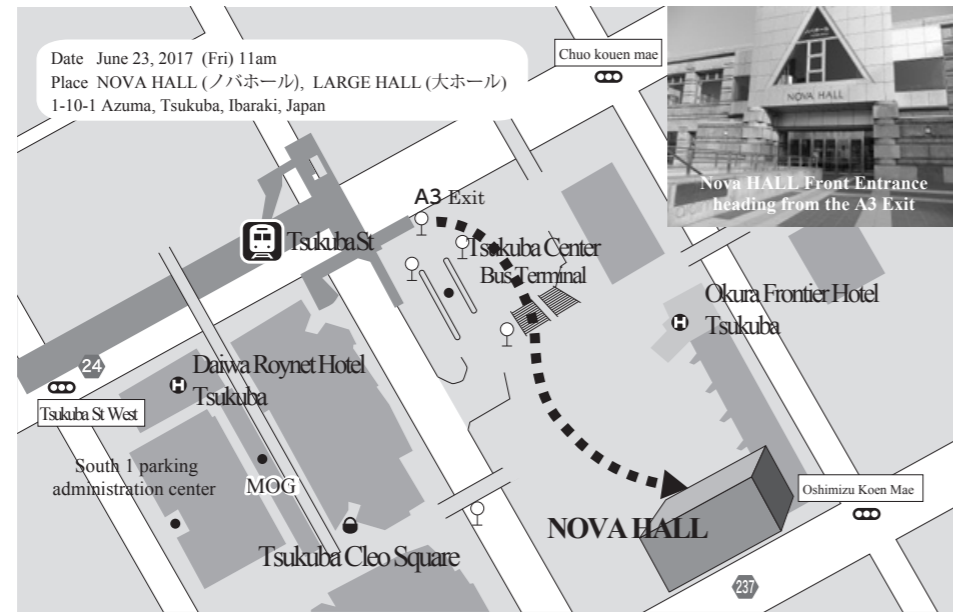 Date June 23, 2017 (Fri) 11am
Place NOVA HALL (ノバホール), LARGE HALL (大ホール)
1-10-1 Azuma, Tsukuba, Ibaraki, Japan
Chuo kouen mae
NOVA HALL
Nova HALL Front Entrance
heading from the A3 Exit
A3 Exit
Tsukuba St
Tsukuba Center
Bus Terminal
Okura Frontier Hotel
Tsukuba
24
Daiwa Roynet Hotel
Tsukuba
Tsukuba St West
South 1 parking
administration center
MOG
Oshimizu Koen Mae
NOVA HALL
Tsukuba Cleo Square
237
H
H